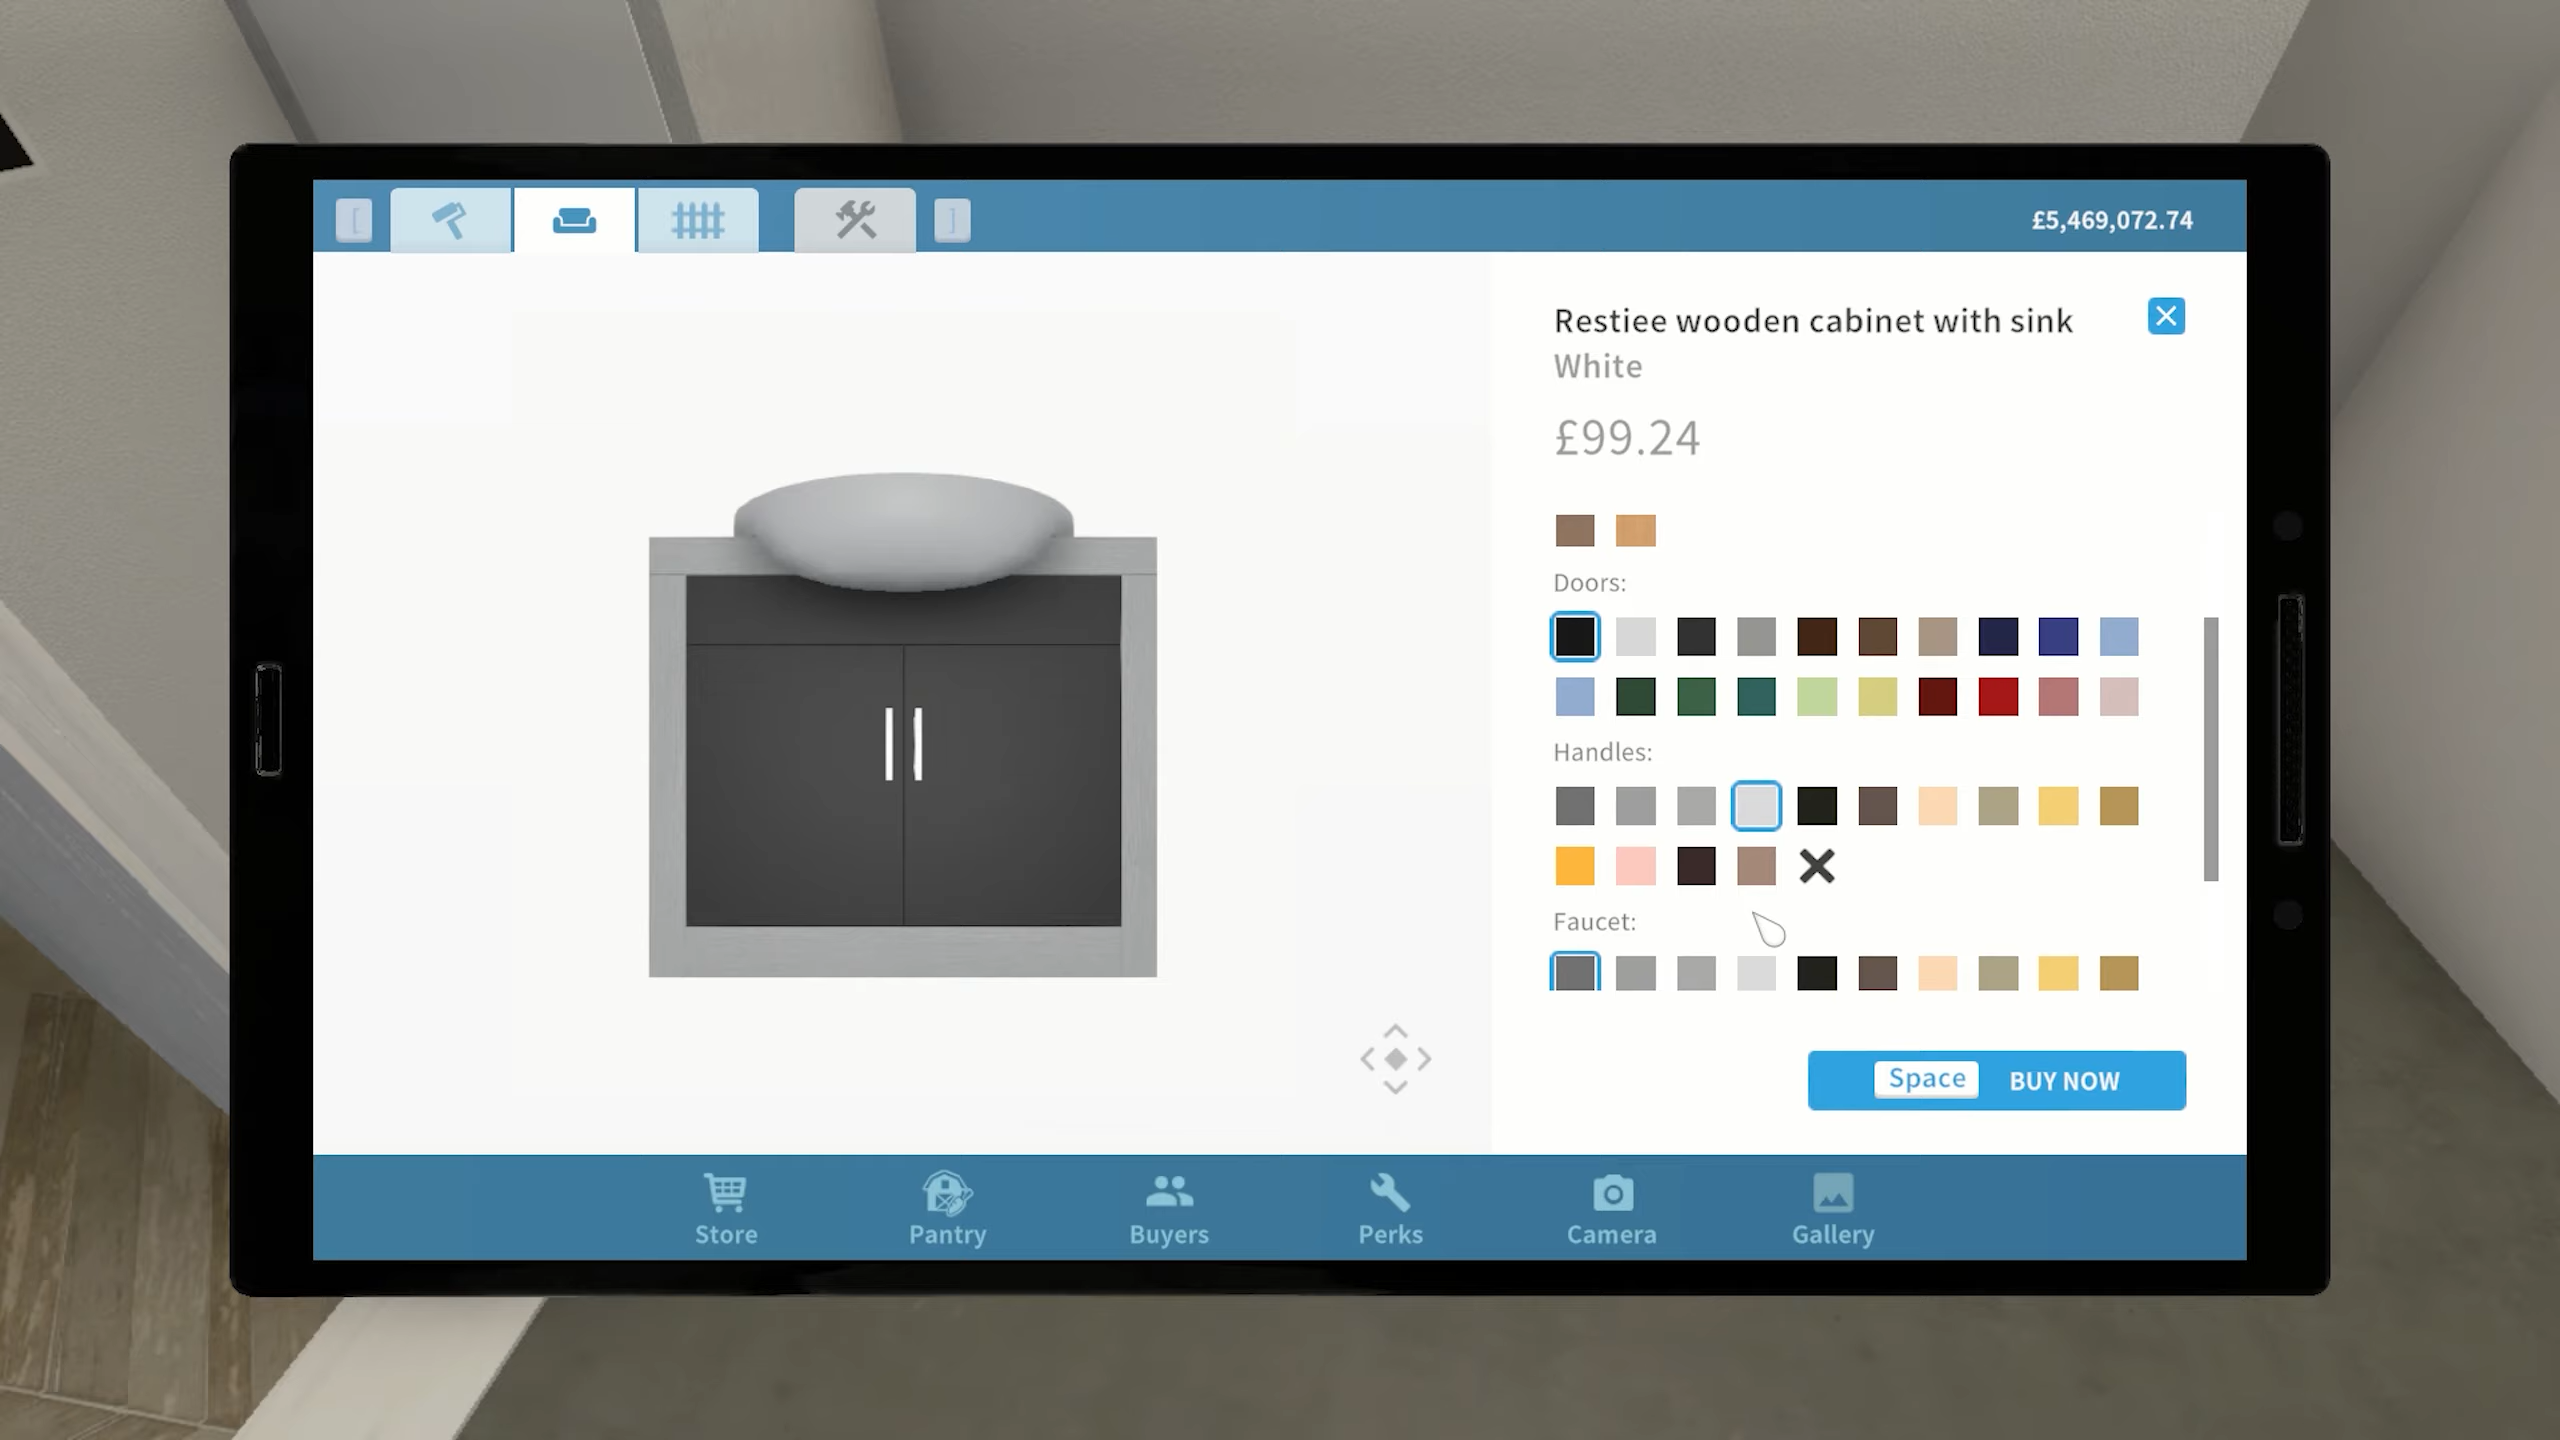 [
]
£5,469,072.74
Restiee wooden cabinet with sink
White
£99.24
Doors:
Handles:
Faucet:
Space BUY NOW
Store
Pantry
Buyers
Perks
Camera
Gallery